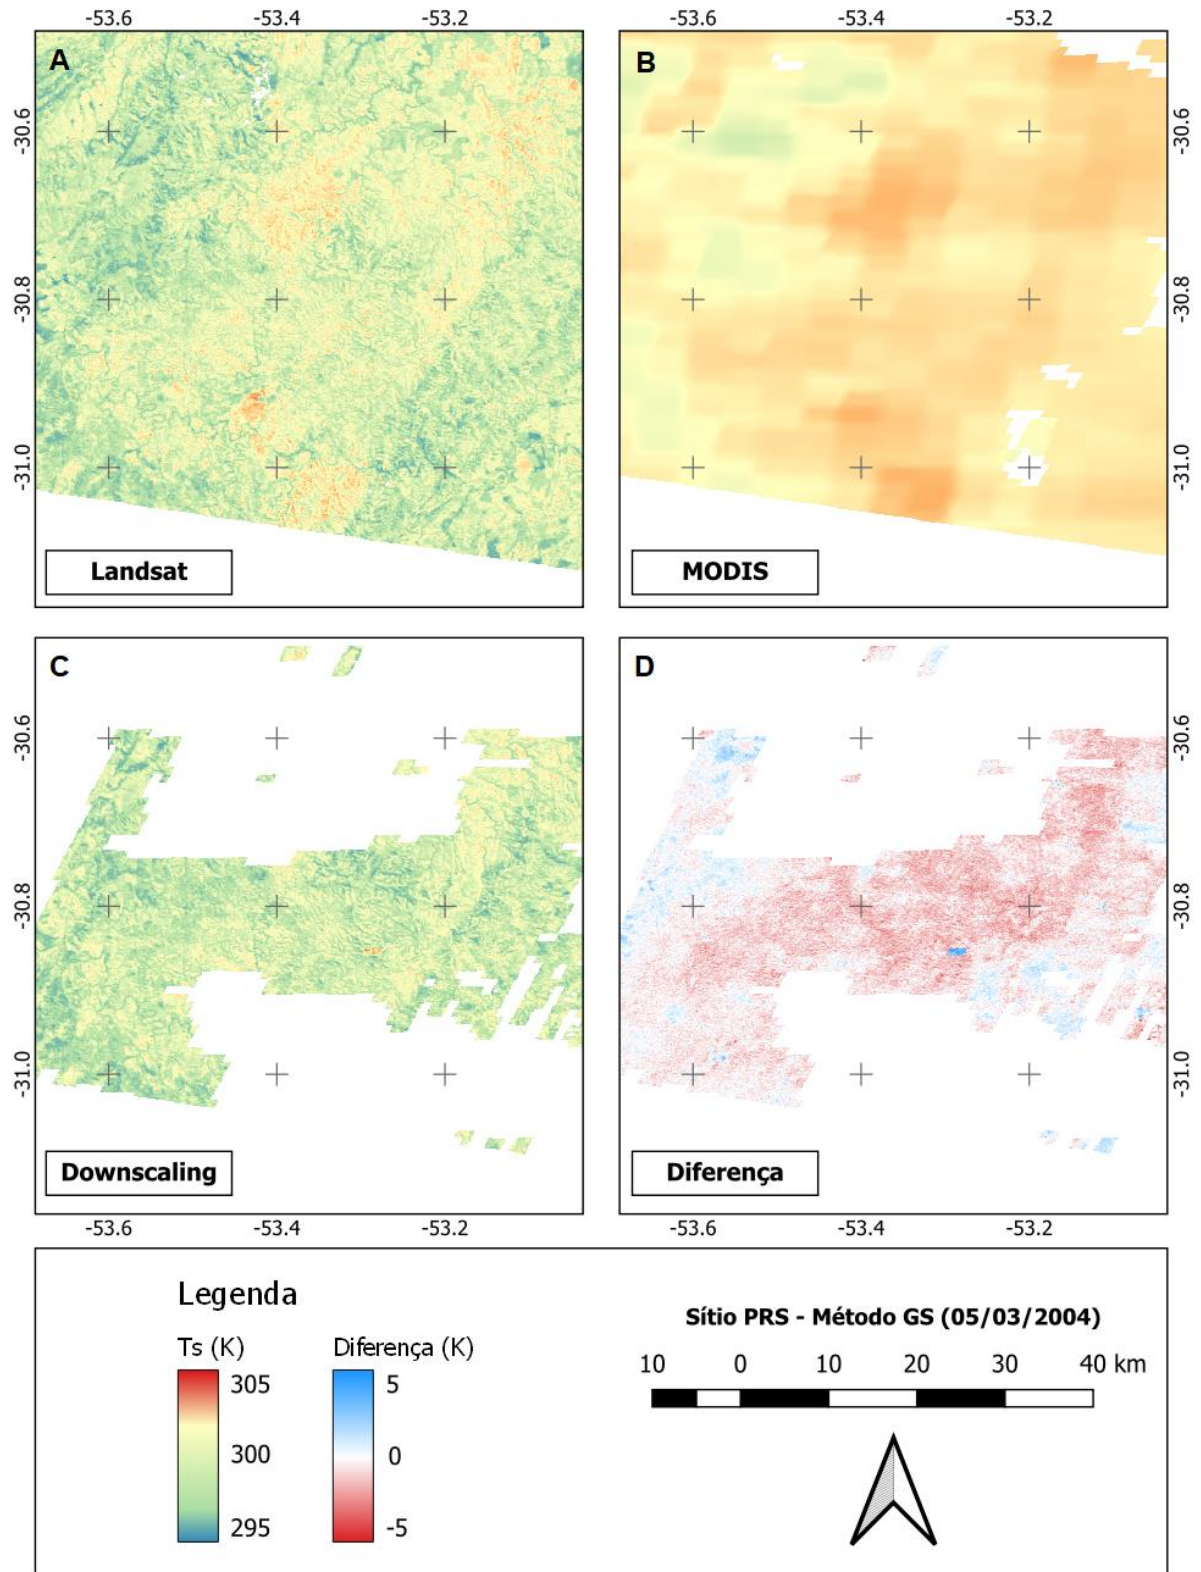 -53.6 -53.4 -53.2 -53.6 -53.4 -53.2
A B
-30.6 -30.6
-30.8 -30.8
-31.0 -31.0
Landsat MODIS
C D
-30.6 -30.6
-30.8 -30.8
-31.0 -31.0
Downscaling Diferença
-53.6 -53.4 -53.2 -53.6 -53.4 -53.2
Legenda
Ts (K) Diferença (K)
305 5
300 0
295 -5
Sítio PRS - Método GS (05/03/2004)
10 0 10 20 30 40 km